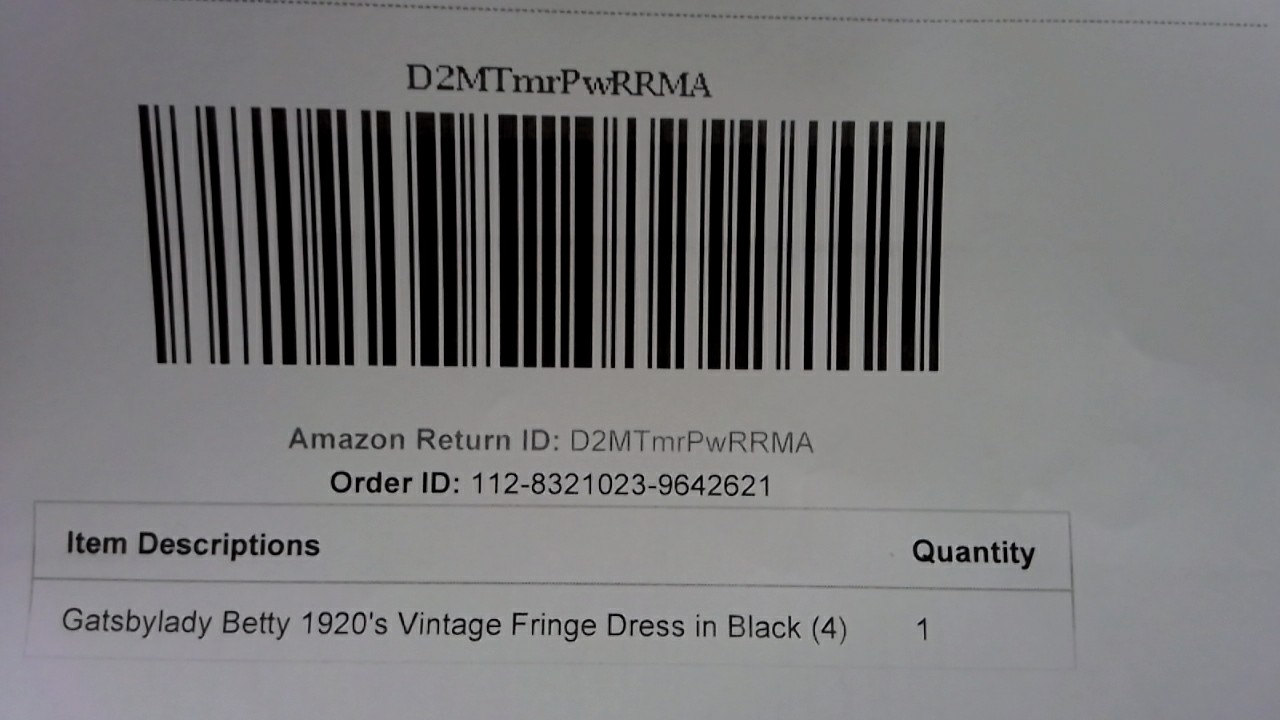 D2MTmrPwRRMA
Amazon Return ID: D2MTmrPwRRMA
Order ID: 112-8321023-9642621
Item Descriptions Quantity
Gatsbylady Betty 1920's Vintage Fringe Dress in Black (4) 1